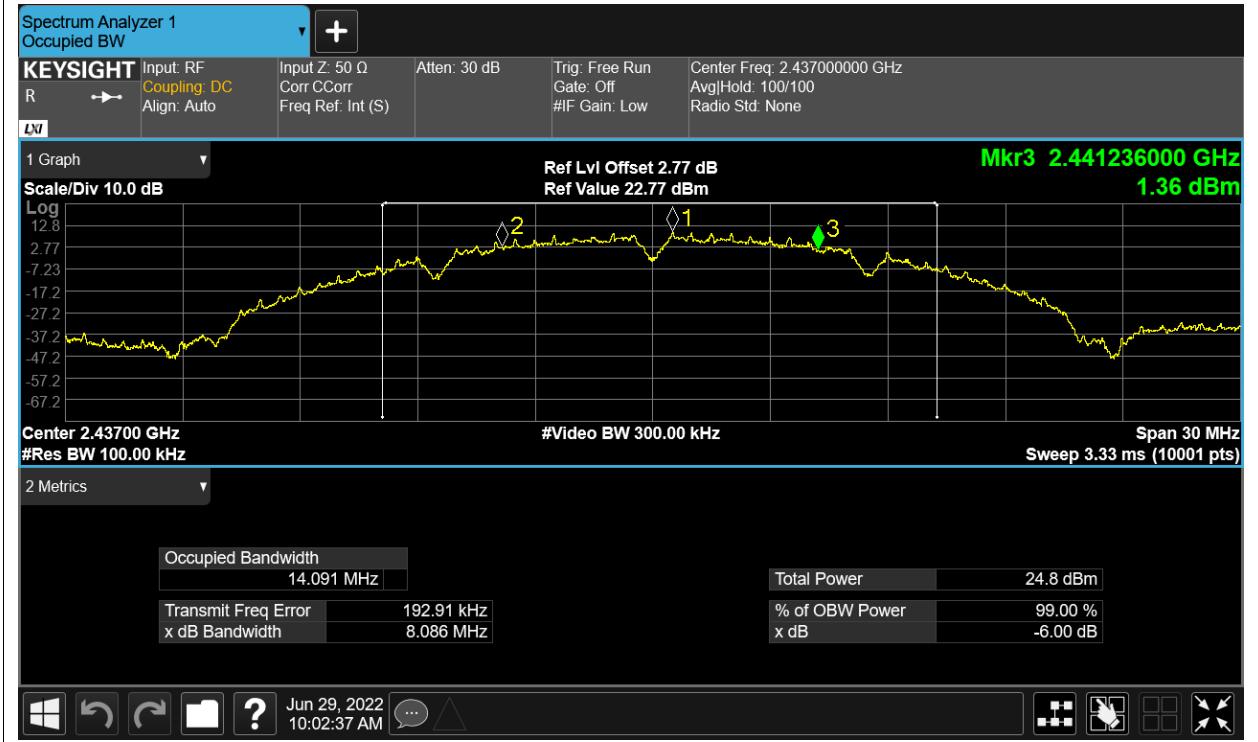 Spectrum Analyzer 1
Occupied BW
KEYSIGHT
R
LXI
Input: RF
Coupling: DC
Align: Auto
Input Z: 50 Ω
Corr CCorr
Freq Ref: Int (S)
Atten: 30 dB
Trig: Free Run
Gate: Off
#IF Gain: Low
Center Freq: 2.437000000 GHz
Avg|Hold: 100/100
Radio Std: None
1 Graph
Scale/Div 10.0 dB
Ref Lvl Offset 2.77 dB
Ref Value 22.77 dBm
Mkr3 2.441236000 GHz
1.36 dBm
Log
12.8
2.77
-7.23
-17.2
-27.2
-37.2
-47.2
-57.2
-67.2
2
1
3
Center 2.43700 GHz
#Res BW 100.00 kHz
#Video BW 300.00 kHz
Span 30 MHz
Sweep 3.33 ms (10001 pts)
2 Metrics
Occupied Bandwidth
14.091 MHz
Transmit Freq Error 192.91 kHz
x dB Bandwidth 8.086 MHz
Total Power 24.8 dBm
% of OBW Power 99.00 %
x dB -6.00 dB
?
Jun 29, 2022
10:02:37 AM